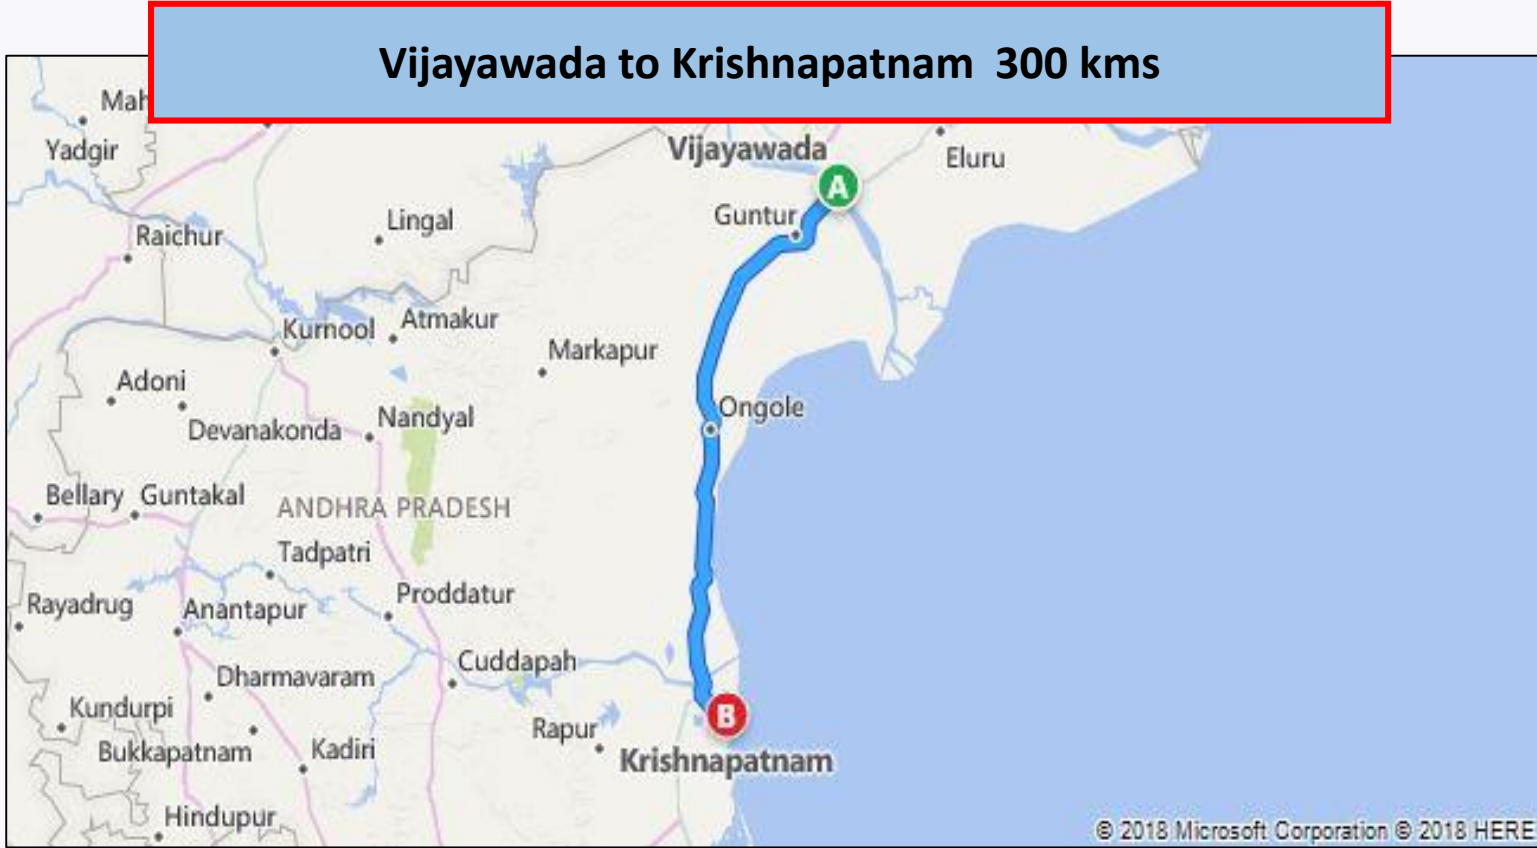 Vijayawada to Krishnapatnam 300 kms
Mah
Yadgir
Vijayawada
Eluru
A
Guntur
Lingal
Raichur
Kurnool
Atmakur
Markapur
Adoni
Ongole
Devanakonda
Nandyal
Bellary
Guntakal
ANDHRA PRADESH
Tadpatri
Rayadrug
Anantapur
Proddatur
Dharmavaram
Cuddapah
Kundurpi
B
Bukkapatnam
Kadiri
Rapur
Krishnapatnam
Hindupur
© 2018 Microsoft Corporation © 2018 HERE